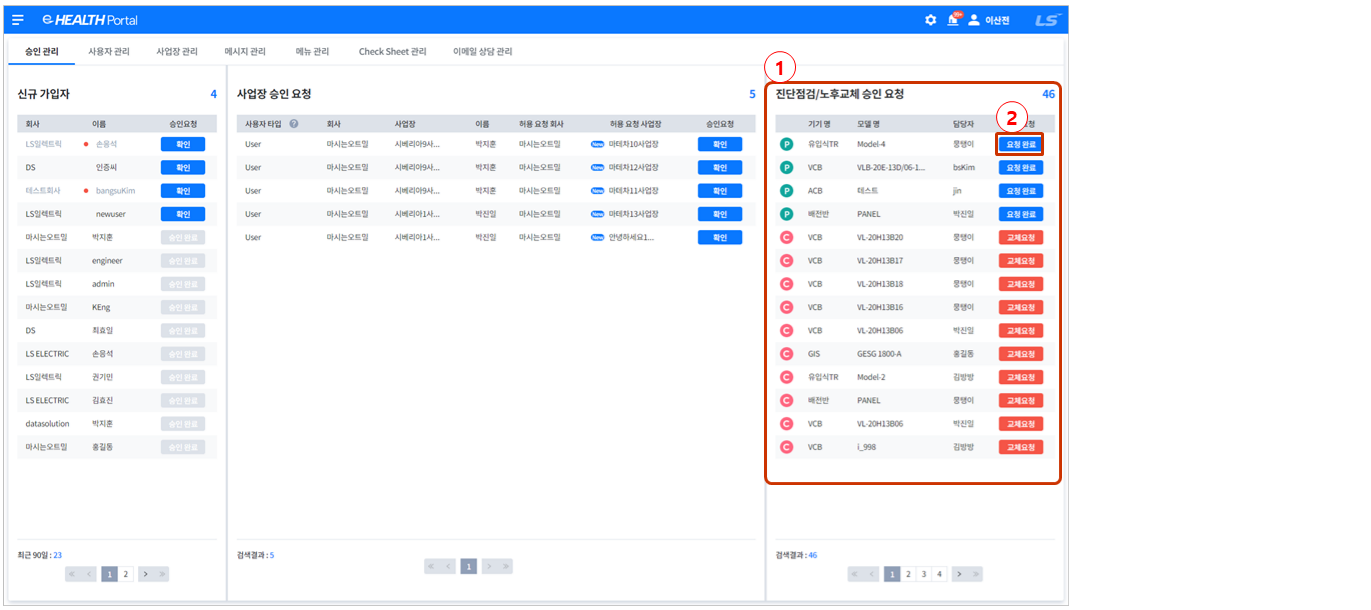 eHEALTH Portal 99+ 이산전 LS
승인 관리 사용자 관리 사업장 관리 메시지 관리 메뉴 관리 Check Sheet 관리 이메일 상담 관리
신규 가입자 4
회사 이름 승인요청
LS일렉트릭 손용석 확인
DS 인증씨 확인
테스트회사 bangsuKim 확인
LS일렉트릭 newuser 확인
마시는오트밀 박지훈 승인 완료
LS일렉트릭 engineer 승인 완료
LS일렉트릭 admin 승인 완료
마시는오트밀 KEng 승인 완료
DS 최효일 승인 완료
LS ELECTRIC 손용석 승인 완료
LS일렉트릭 권기민 승인 완료
LS ELECTRIC 김효진 승인 완료
datasolution 박지훈 승인 완료
마시는오트밀 홍길동 승인 완료
최근 90일 : 23
« ‹ 1 2 › »
사업장 승인 요청 5
사용자 타입 ? 회사 사업장 이름 허용 요청 회사 허용 요청 사업장 승인요청
User 마시는오트밀 시베리아9사... 박지훈 마시는오트밀 New 마테차10사업장 확인
User 마시는오트밀 시베리아9사... 박지훈 마시는오트밀 New 마테차12사업장 확인
User 마시는오트밀 시베리아9사... 박지훈 마시는오트밀 New 마테차11사업장 확인
User 마시는오트밀 시베리아1사... 박진일 마시는오트밀 New 마테차13사업장 확인
User 마시는오트밀 시베리아1사... 박진일 마시는오트밀 New 안녕하세요1... 확인
검색결과 : 5
« ‹ 1 › »
1
진단점검/노후교체 승인 요청 46
2
기기 명 모델 명 담당자 청
P 유입식TR Model-4 뭉탱이 요청 완료
P VCB VLB-20E-13D/06-1... bsKim 요청 완료
P ACB 테스트 jin 요청 완료
P 배전반 PANEL 박진일 요청 완료
C VCB VL-20H13B20 뭉탱이 교체요청
C VCB VL-20H13B17 뭉탱이 교체요청
C VCB VL-20H13B18 뭉탱이 교체요청
C VCB VL-20H13B16 뭉탱이 교체요청
C VCB VL-20H13B06 박진일 교체요청
C GIS GESG 1800-A 홍길동 교체요청
C 유입식TR Model-2 김방방 교체요청
C 배전반 PANEL 뭉탱이 교체요청
C VCB VL-20H13B06 박진일 교체요청
C VCB i_998 김방방 교체요청
검색결과 : 46
« ‹ 1 2 3 4 › »